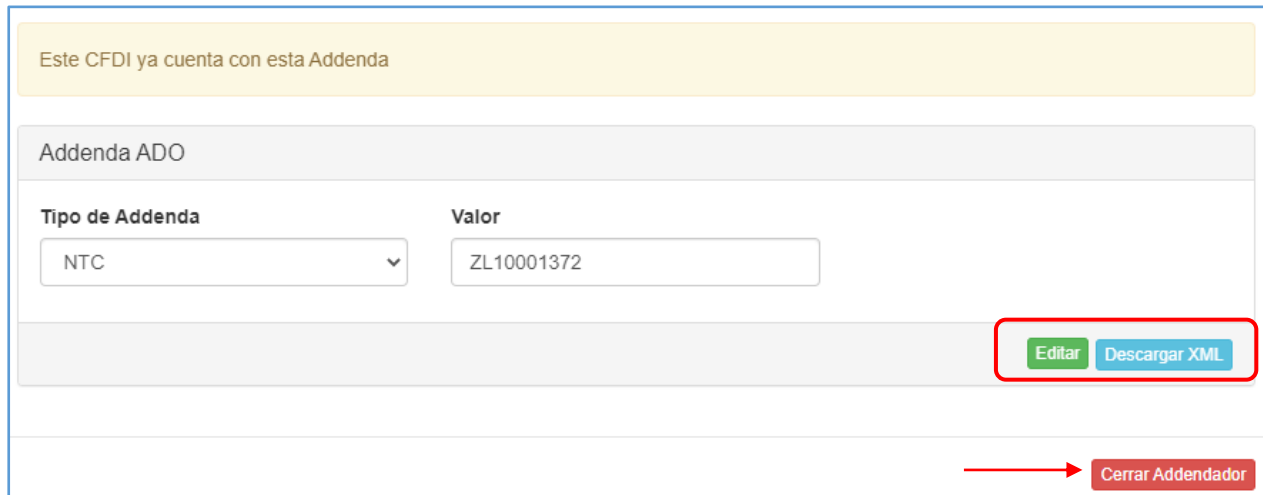 Este CFDI ya cuenta con esta Addenda
Addenda ADO
Tipo de Addenda Valor
NTC ZL10001372
Editar Descargar XML
Cerrar Addendador